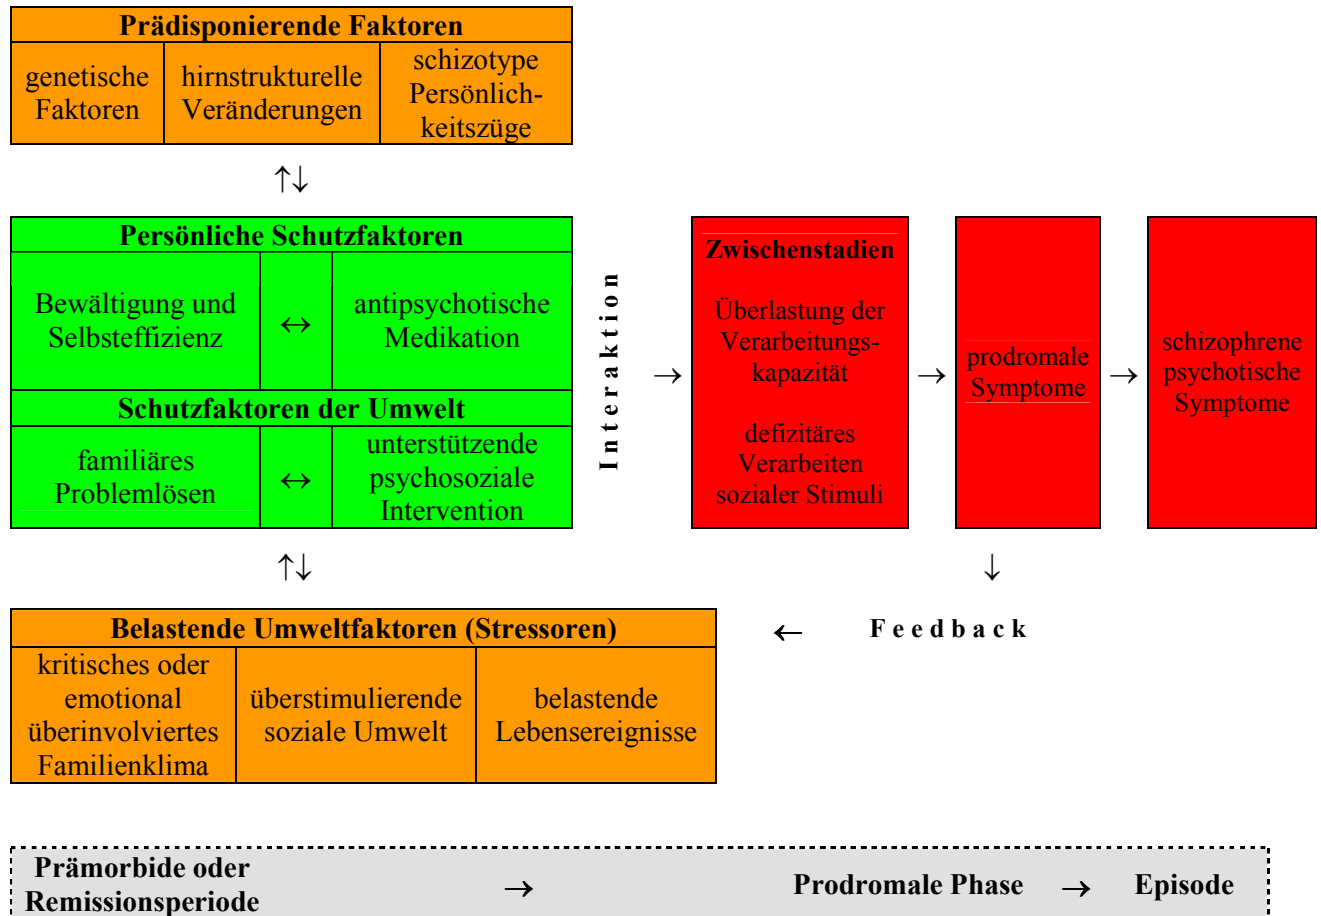 Prädisponierende Faktoren
genetische
Faktoren
hirnstrukturelle
Veränderungen
schizotype
Persönlich-
keitszüge
↑↓
Persönliche Schutzfaktoren
Bewältigung und
Selbsteffizienz
↔
antipsychotische
Medikation
Schutzfaktoren der Umwelt
familiäres
Problemlösen
↔
unterstützende
psychosoziale
Intervention
Interaktion
→
Zwischenstadien
Überlastung der
Verarbeitungs-
kapazität
defizitäres
Verarbeiten
sozialer Stimuli
→
prodromale
Symptome
→
schizophrene
psychotische
Symptome
↑↓
↓
Belastende Umweltfaktoren (Stressoren)
kritisches oder
emotional
überinvolviertes
Familienklima
überstimulierende
soziale Umwelt
belastende
Lebensereignisse
← Feedback
Prämorbide oder
Remissionsperiode
→ Prodromale Phase → Episode